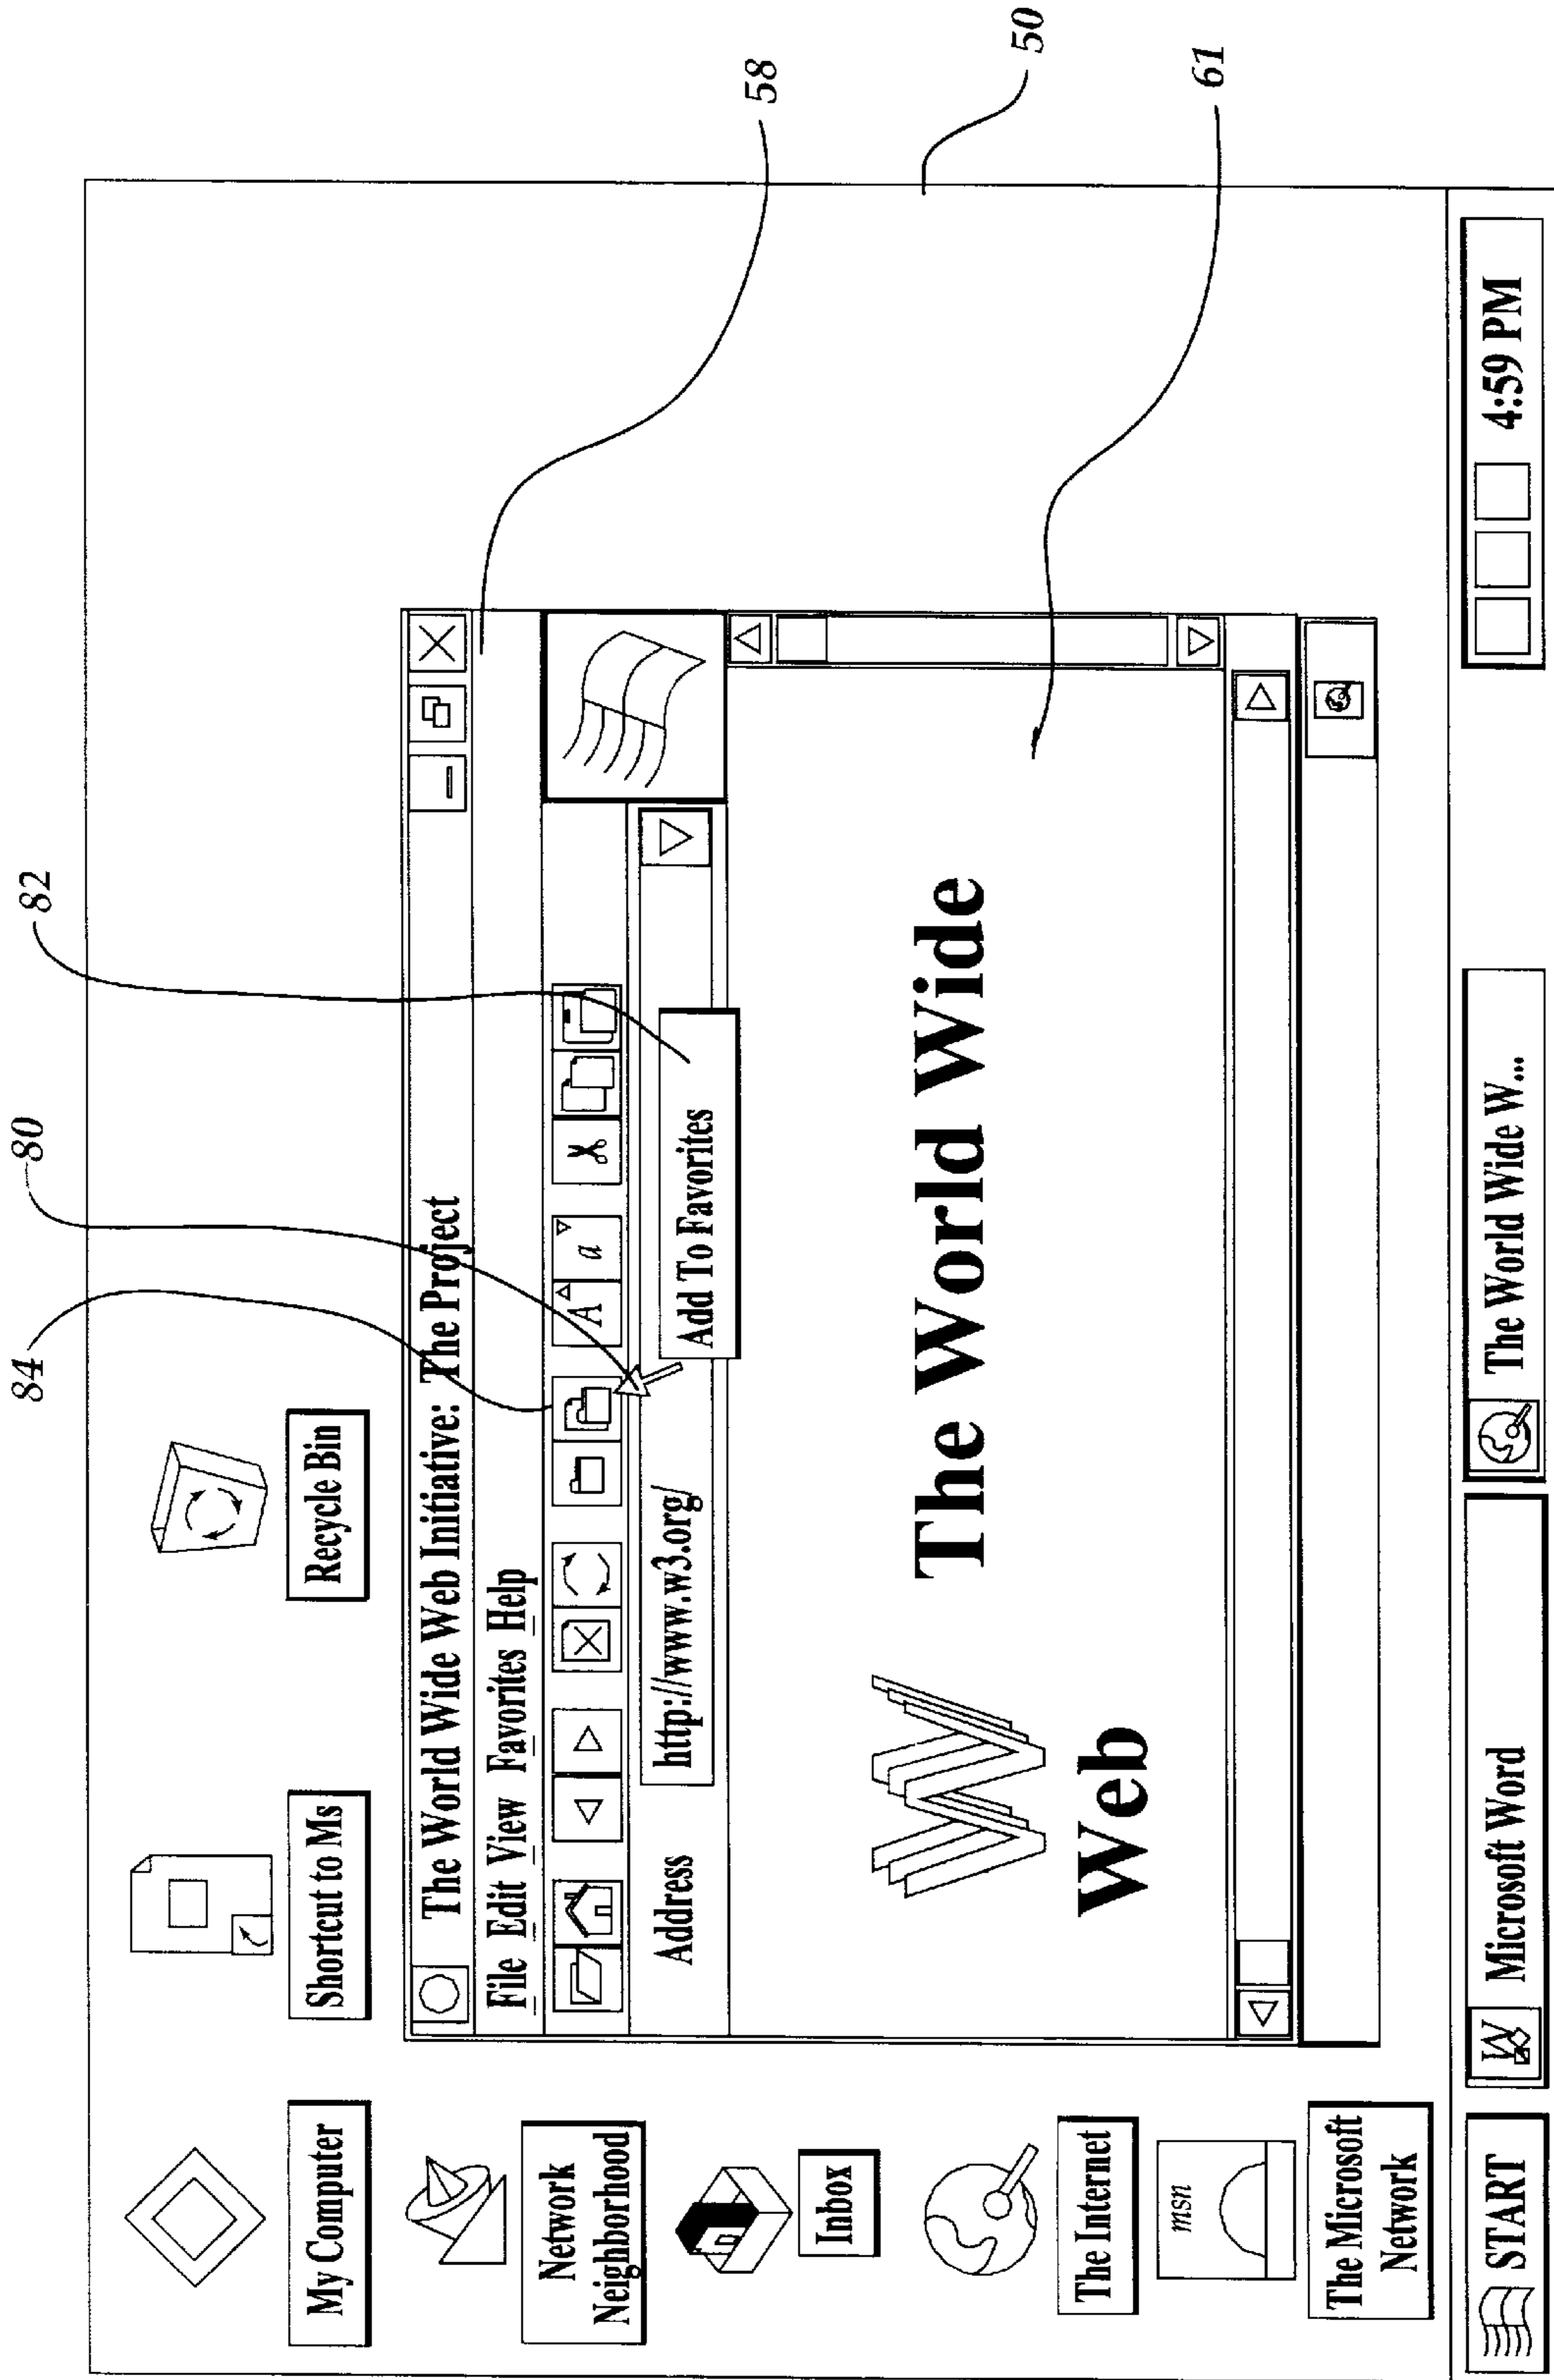 84
80
82
58
50
61
My Computer
Shortcut to Ms
Recycle Bin
Network
Neighborhood
Inbox
The Internet
msn
The Microsoft
Network
The World Wide Web Initiative: The Project
File Edit View Favorites Help
A a
Address http://www.w3.org/
Add To Favorites
W The World Wide
Web
START
W Microsoft Word
The World Wide W...
4:59 PM